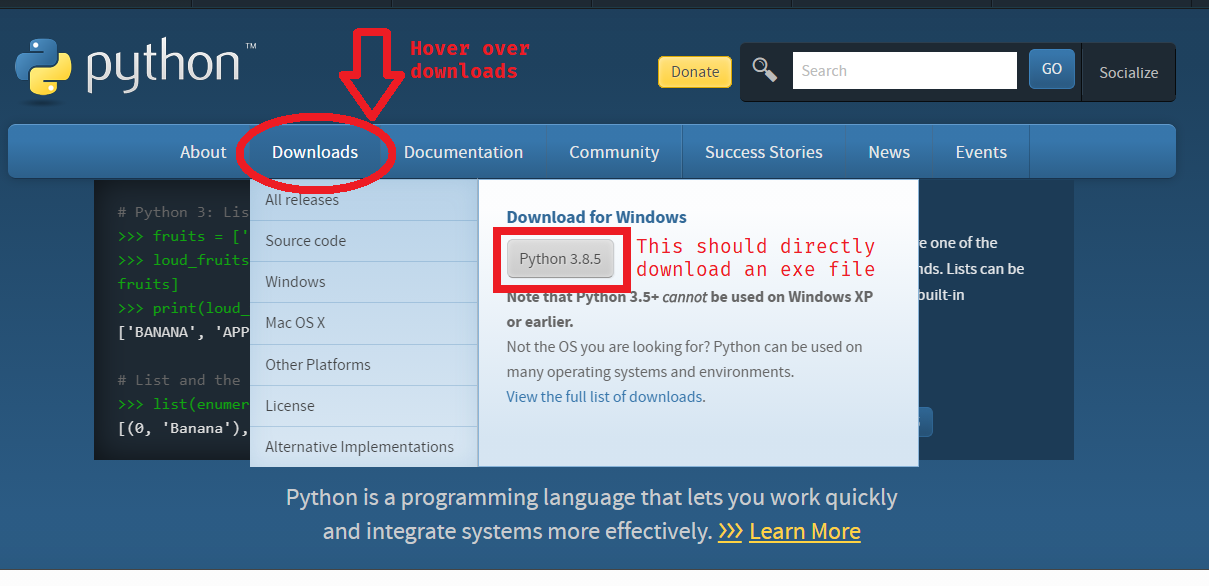 python™
Hover over
downloads
Donate
Search
GO
Socialize
About
Downloads
Documentation
Community
Success Stories
News
Events
All releases
Source code
Windows
Mac OS X
Other Platforms
License
Alternative Implementations
Download for Windows
Python 3.8.5
This should directly
download an exe file
Note that Python 3.5+ cannot be used on Windows XP
or earlier.
Not the OS you are looking for? Python can be used on
many operating systems and environments.
View the full list of downloads.
# Python 3: Lis
>>> fruits = ['
>>> loud_fruits
fruits]
>>> print(loud_
['BANANA', 'APP
# List and the
>>> list(enumer
[(0, 'Banana'),
e one of the
nds. Lists can be
built-in
Python is a programming language that lets you work quickly
and integrate systems more effectively. >>> Learn More